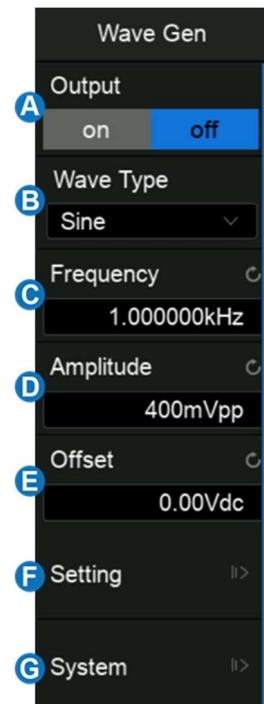 Wave Gen
Output
A
on off
Wave Type
B
Sine
Frequency
C
1.000000kHz
Amplitude
D
400mVpp
Offset
E
0.00Vdc
F Setting
G System